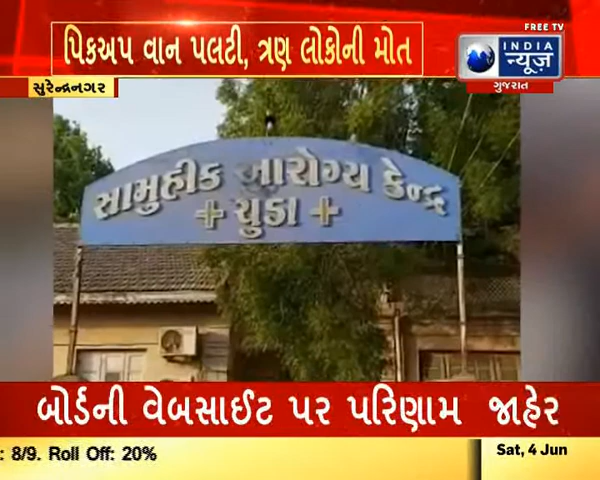 FREE TV
પિકઅપ વાન પલટી, ત્રણ લોકોની મોત
INDIA
ન્યૂઝ
ગુજરાત
સુરેન્દ્રનગર
સામુહીક આરોગ્ય કેન્દ્ર
+ ચુડા +
બોર્ડની વેબસાઈટ પર પરિણામ જાહેર
: 8/9. Roll Off: 20%
Sat, 4 Jun